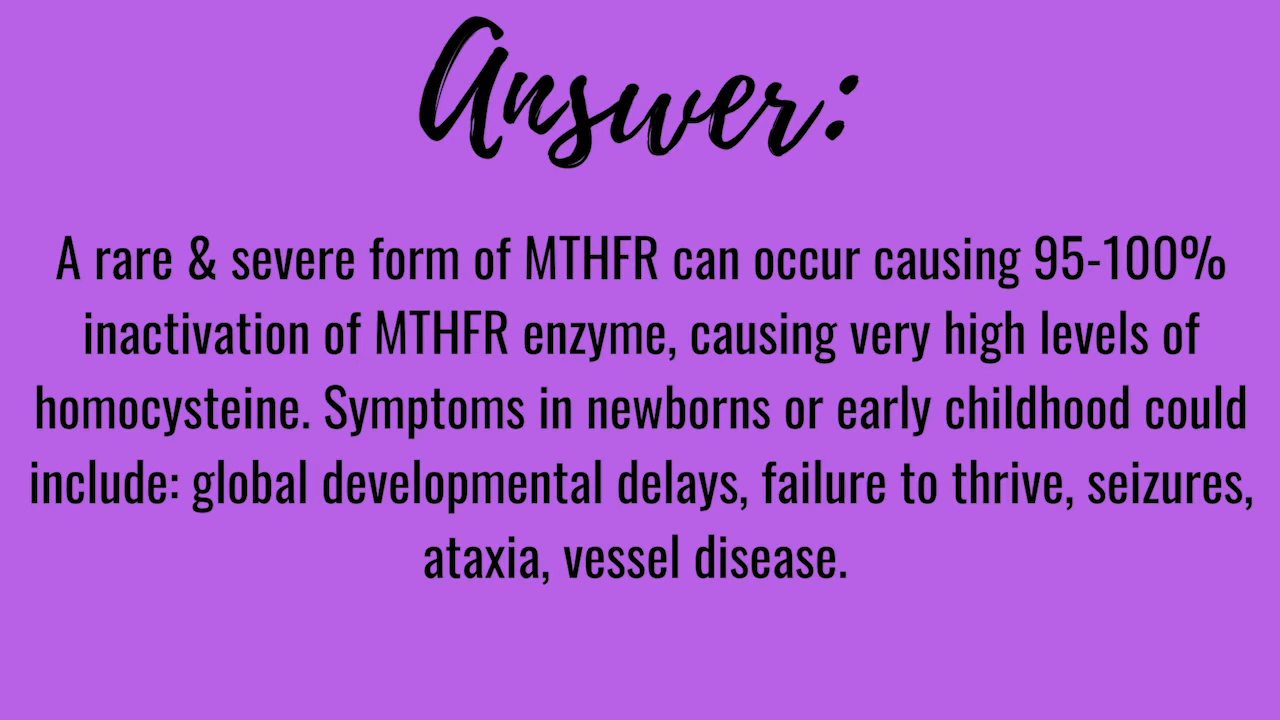 Answer:
A rare & severe form of MTHFR can occur causing 95-100%
inactivation of MTHFR enzyme, causing very high levels of
homocysteine. Symptoms in newborns or early childhood could
include: global developmental delays, failure to thrive, seizures,
ataxia, vessel disease.